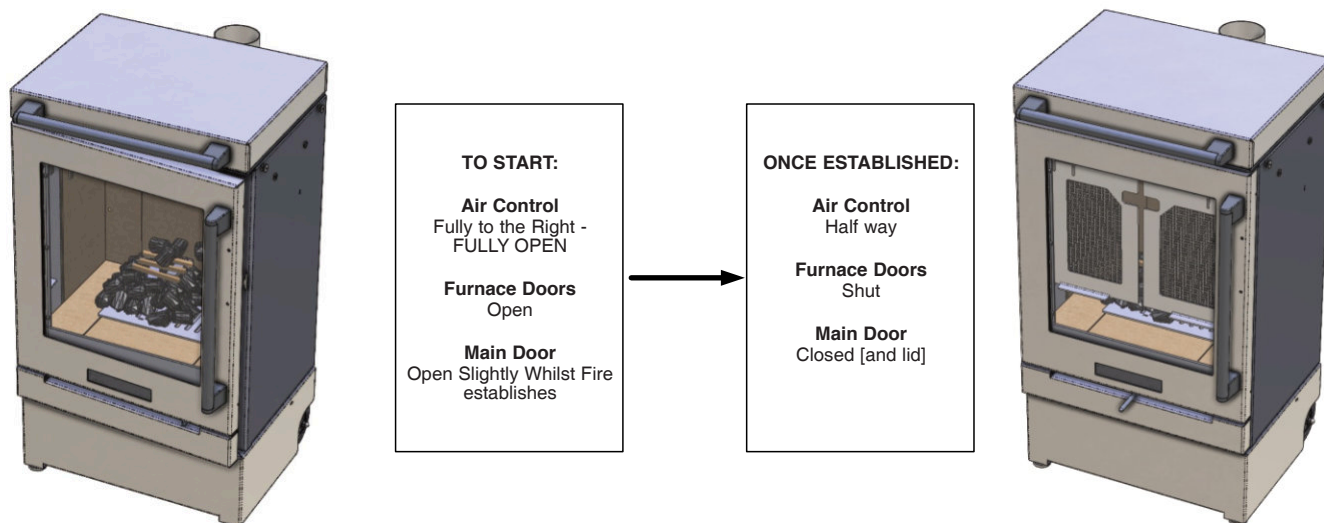 TO START:
Air Control
Fully to the Right -
FULLY OPEN
Furnace Doors
Open
Main Door
Open Slightly Whilst Fire
establishes
ONCE ESTABLISHED:
Air Control
Half way
Furnace Doors
Shut
Main Door
Closed [and lid]